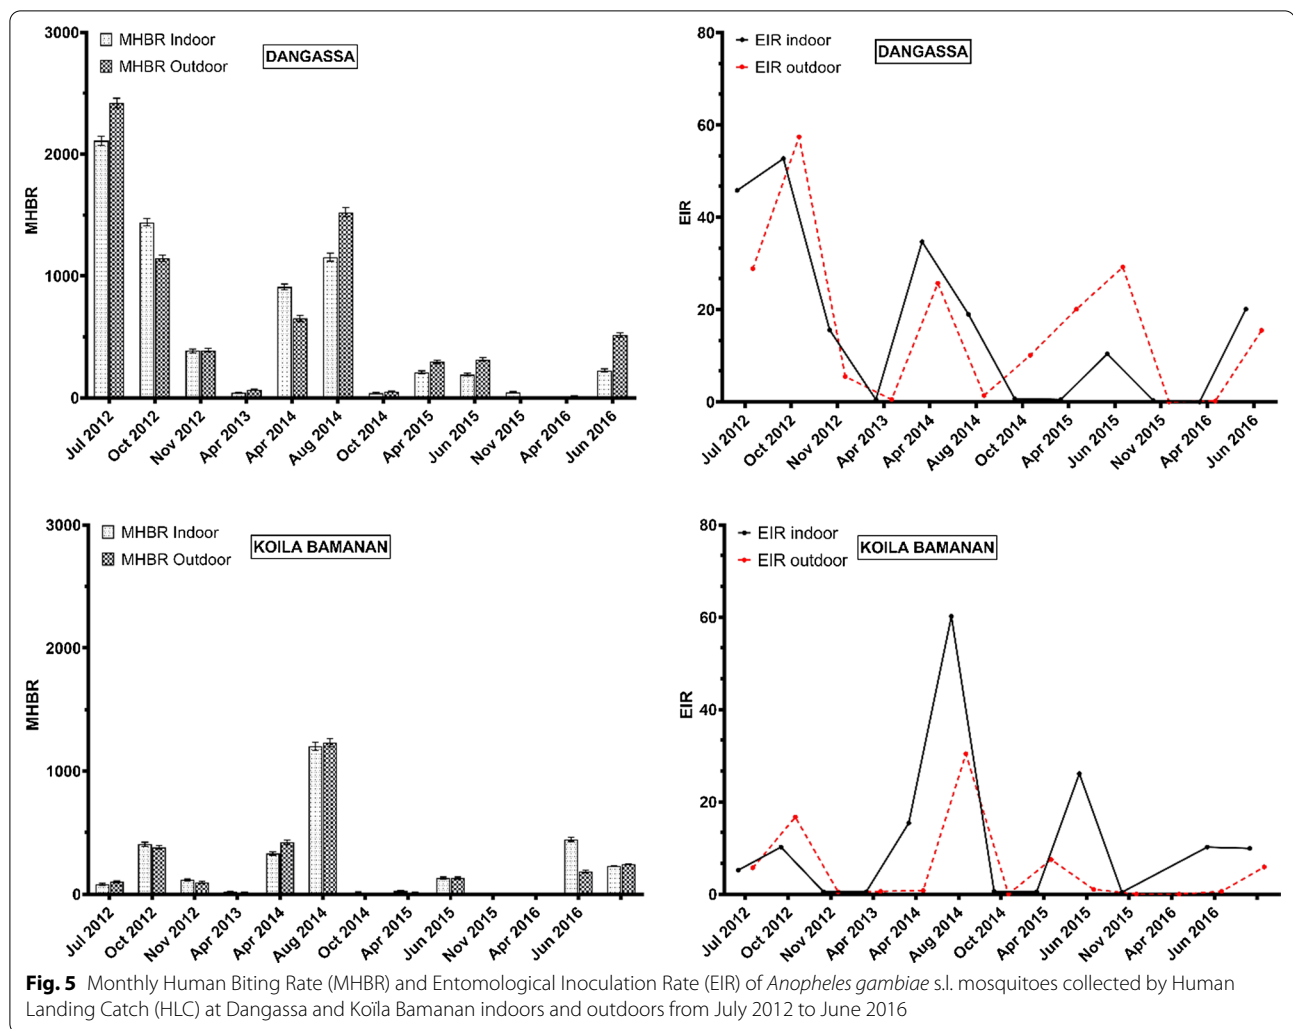 3000
MHBR Indoor
MHBR Outdoor
DANGASSA
2000
MHBR
1000
0
Jul 2012
Oct 2012
Nov 2012
Apr 2013
Apr 2014
Aug 2014
Oct 2014
Apr 2015
Jun 2015
Nov 2015
Apr 2016
Jun 2016
80
EIR indoor
EIR outdoor
DANGASSA
60
EIR
40
20
0
Jul 2012
Oct 2012
Nov 2012
Apr 2013
Apr 2014
Aug 2014
Oct 2014
Apr 2015
Jun 2015
Nov 2015
Apr 2016
Jun 2016
3000
MHBR Indoor
MHBR Outdoor
KOILA BAMANAN
2000
MHBR
1000
0
Jul 2012
Oct 2012
Nov 2012
Apr 2013
Apr 2014
Aug 2014
Oct 2014
Apr 2015
Jun 2015
Nov 2015
Apr 2016
Jun 2016
80
EIR indoor
EIR outdoor
KOILA BAMANAN
60
EIR
40
20
0
Jul 2012
Oct 2012
Nov 2012
Apr 2013
Apr 2014
Aug 2014
Oct 2014
Apr 2015
Jun 2015
Nov 2015
Apr 2016
Jun 2016
Fig. 5 Monthly Human Biting Rate (MHBR) and Entomological Inoculation Rate (EIR) of Anopheles gambiae s.l. mosquitoes collected by Human
Landing Catch (HLC) at Dangassa and Koïla Bamanan indoors and outdoors from July 2012 to June 2016